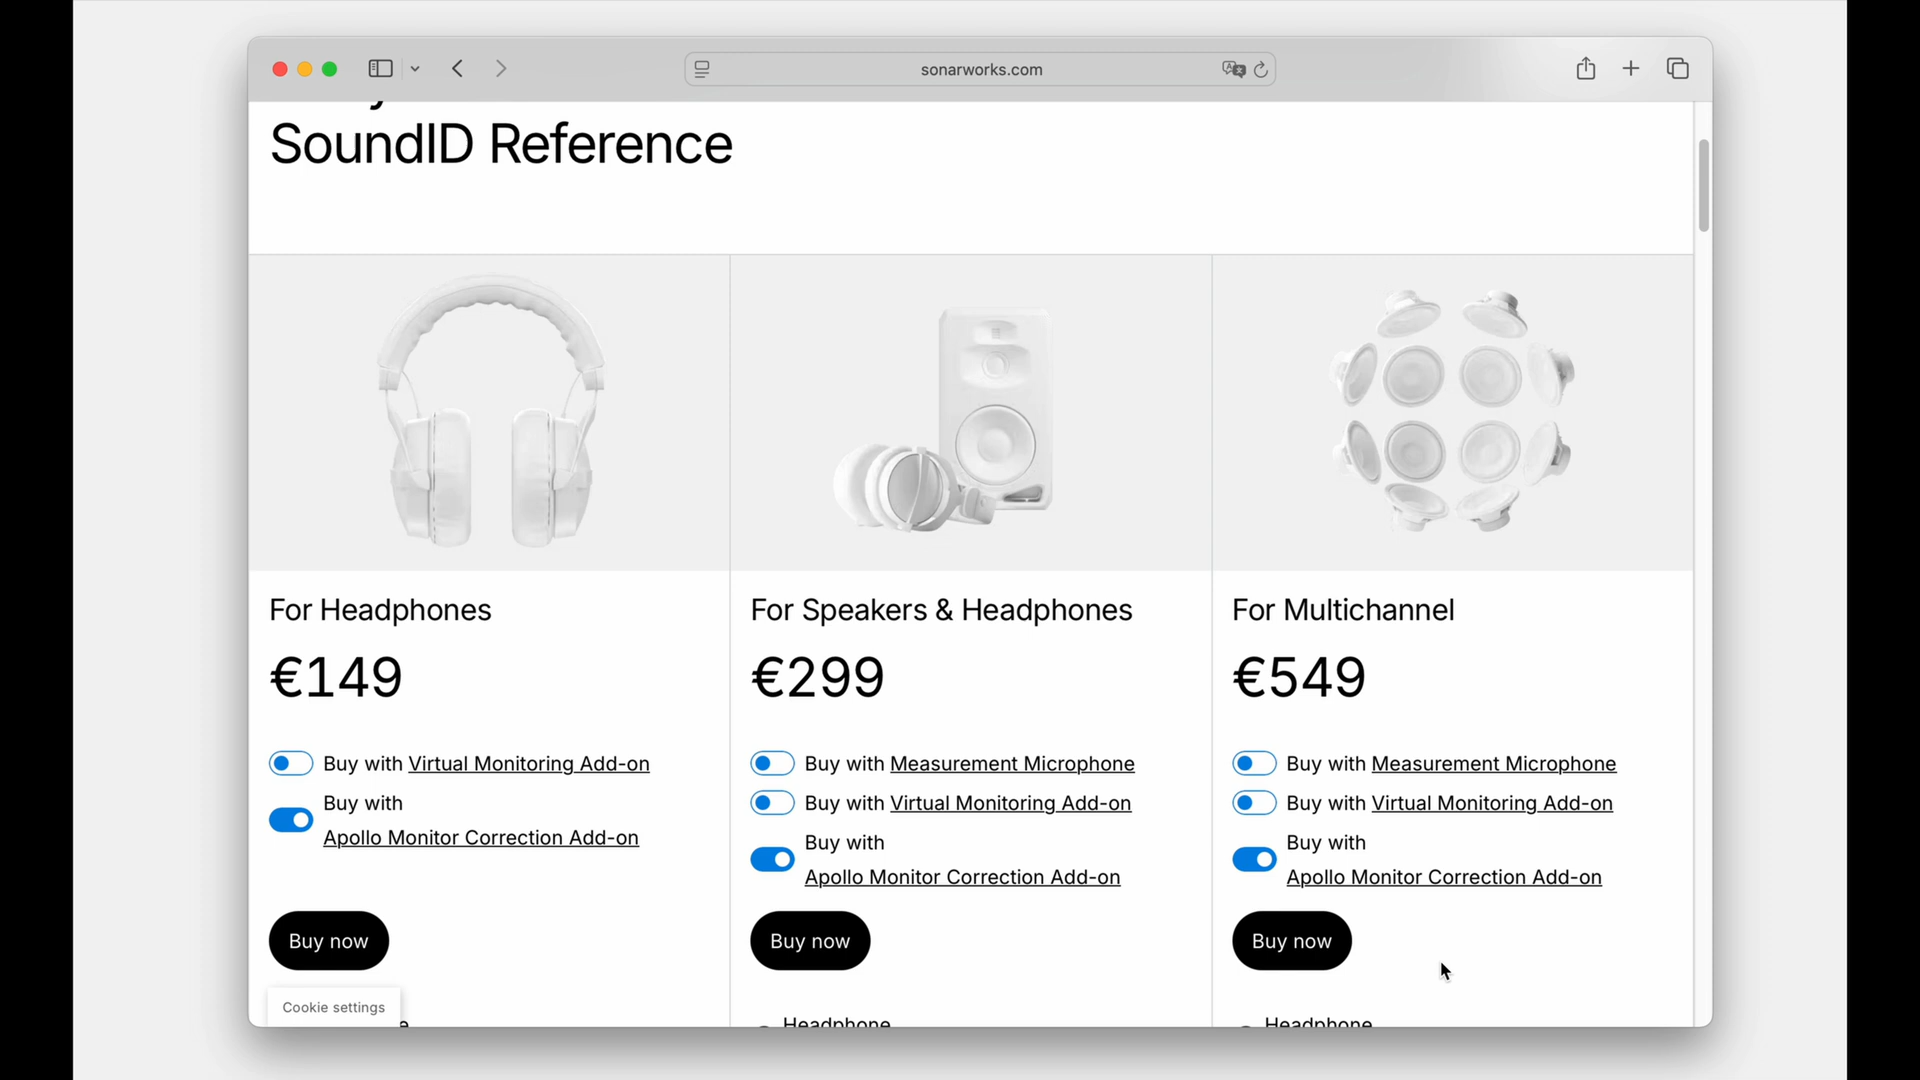 sonarworks.com
SoundID Reference
For Headphones
€149
Buy with Virtual Monitoring Add-on
Buy with
Apollo Monitor Correction Add-on
Buy now
Cookie settings
For Speakers & Headphones
€299
Buy with Measurement Microphone
Buy with Virtual Monitoring Add-on
Buy with
Apollo Monitor Correction Add-on
Buy now
Headphone
For Multichannel
€549
Buy with Measurement Microphone
Buy with Virtual Monitoring Add-on
Buy with
Apollo Monitor Correction Add-on
Buy now
Headphone